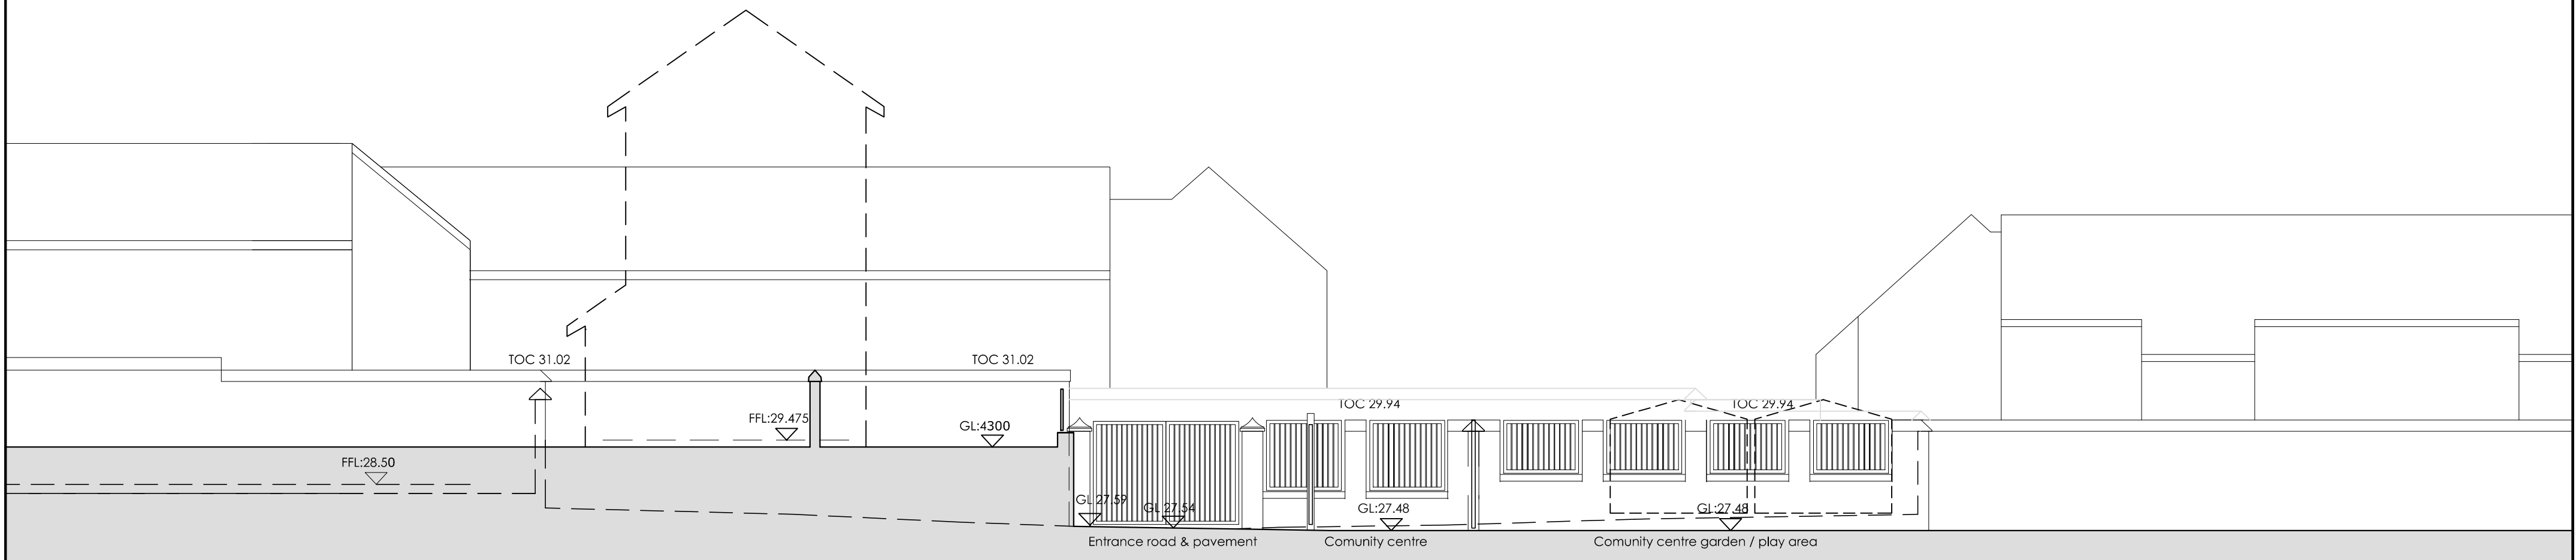 TOC 31.02
TOC 31.02
TOC 29.94
TOC 29.94
FFL:29.475
GL:4300
FFL:28.50
GL 27.59
GL 27.54
GL:27.48
GL:27.48
Entrance road & pavement
Comunity centre
Comunity centre garden / play area